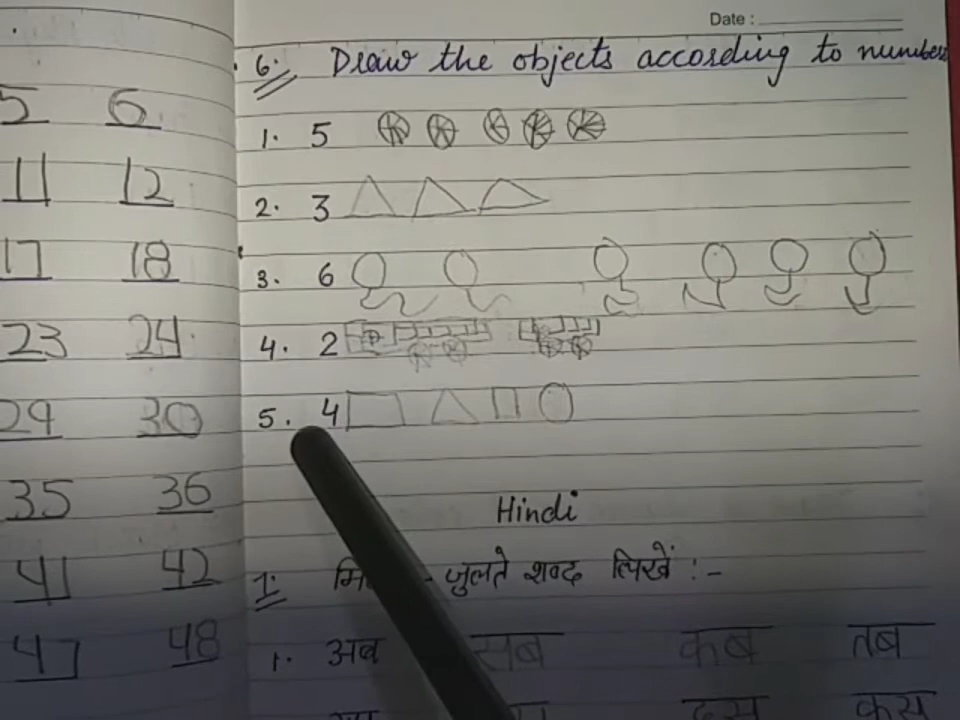 Date :
5 6
11 12
17 18
23 24
29 30
35 36
41 42
47 48
6. Draw the objects according to numbers
1. 5
2. 3
3. 6
4. 2
5. 4
Hindi
1. - जुलते शब्द लिखें :-
1. अब सब कब तब
दस कस